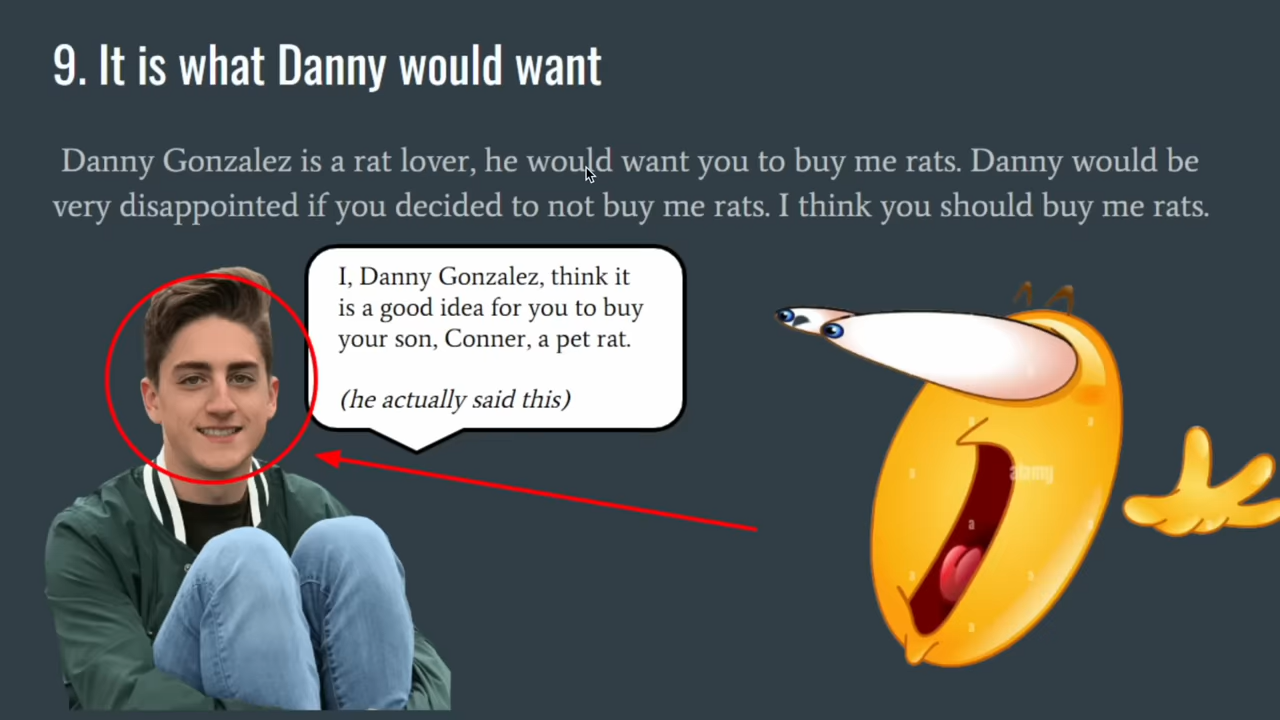 9. It is what Danny would want
Danny Gonzalez is a rat lover, he would want you to buy me rats. Danny would be
very disappointed if you decided to not buy me rats. I think you should buy me rats.
I, Danny Gonzalez, think it
is a good idea for you to buy
your son, Conner, a pet rat.
(he actually said this)
alamy
a
a
a
a
a
a
a